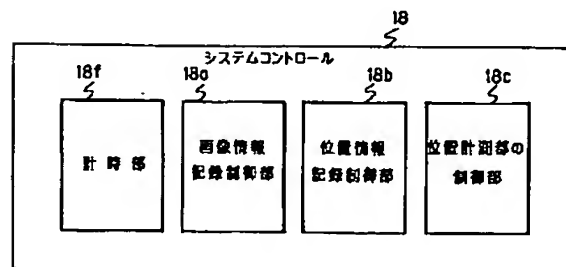 18
システムコントロール
18f
18a
18b
18c
計時部
画像情報
記録制御部
位置情報
記録制御部
位置計測部の
制御部